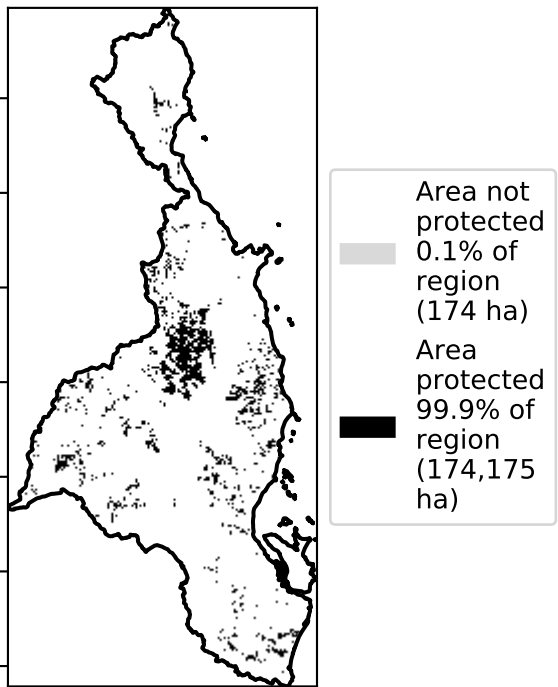 Area not
protected
0.1% of
region
(174 ha)
Area
protected
99.9% of
region
(174,175
ha)